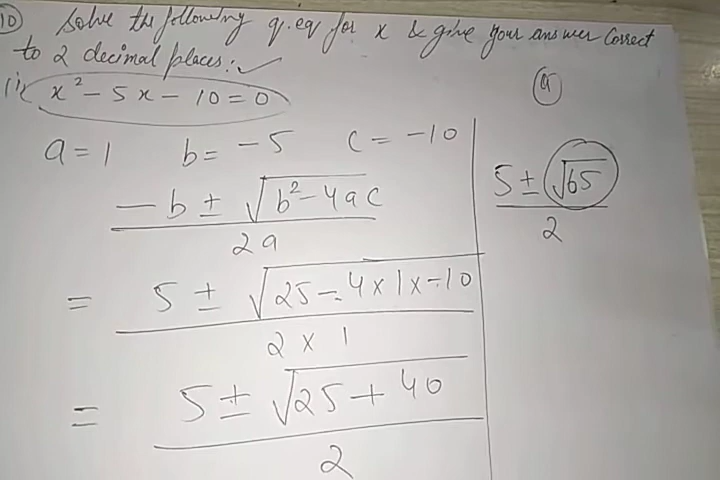 10 Solve the following q.eq for x & give your answer Correct
to 2 decimal places:
(i) x² - 5x - 10 = 0
a = 1 b = -5 c = -10
-b ± √(b² - 4ac)
2a
= 5 ± √(25 - 4 × 1 × -10)
2 × 1
= 5 ± √(25 + 40)
2
5 ± √65
2